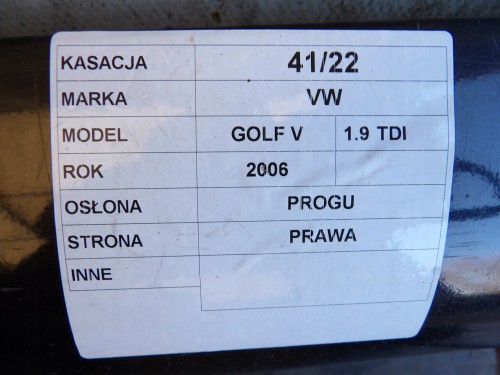 KASACJA 41/22
MARKA VW
MODEL GOLF V 1.9 TDI
ROK 2006
OSŁONA PROGU
STRONA PRAWA
INNE